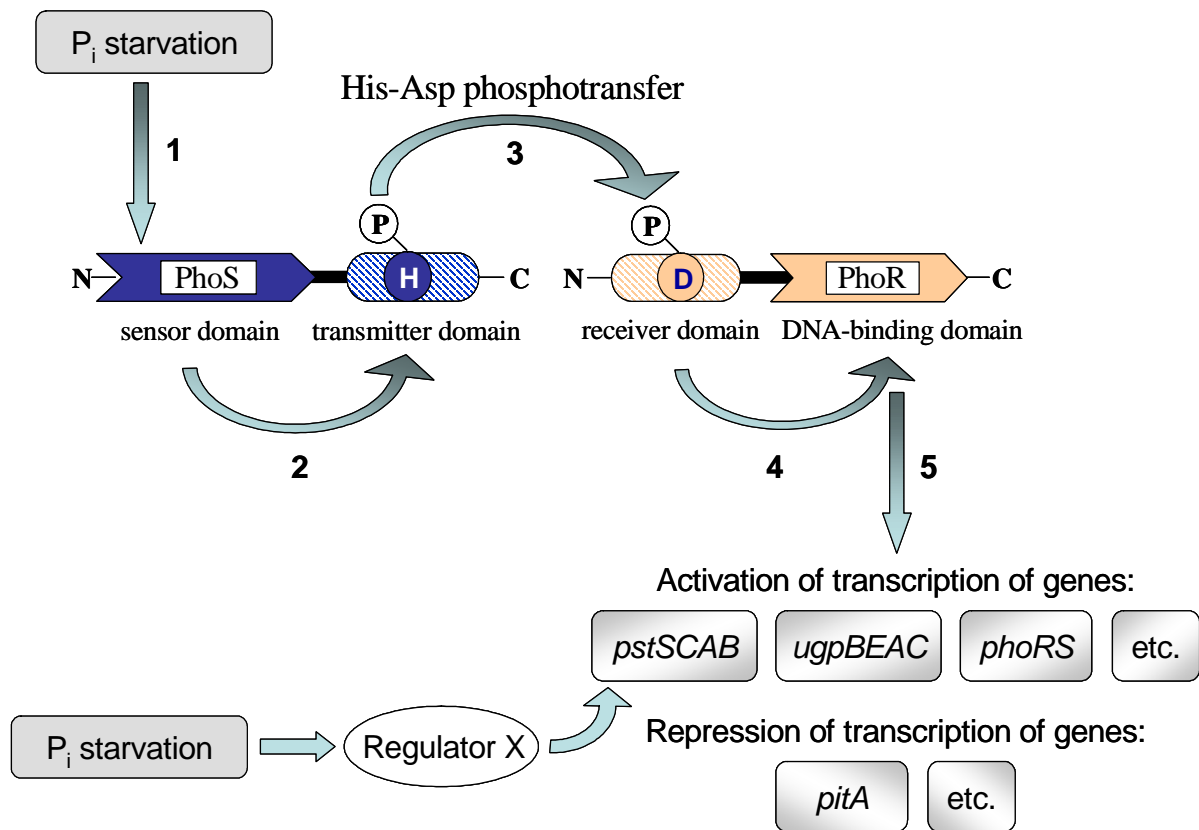 Pi starvation
His-Asp phosphotransfer
1
3
P
P
N
PhoS
H
C
N
D
PhoR
C
sensor domain
transmitter domain
receiver domain
DNA-binding domain
2
4
5
Activation of transcription of genes:
pstSCAB
ugpBEAC
phoRS
etc.
Pi starvation
Regulator X
Repression of transcription of genes:
pitA
etc.